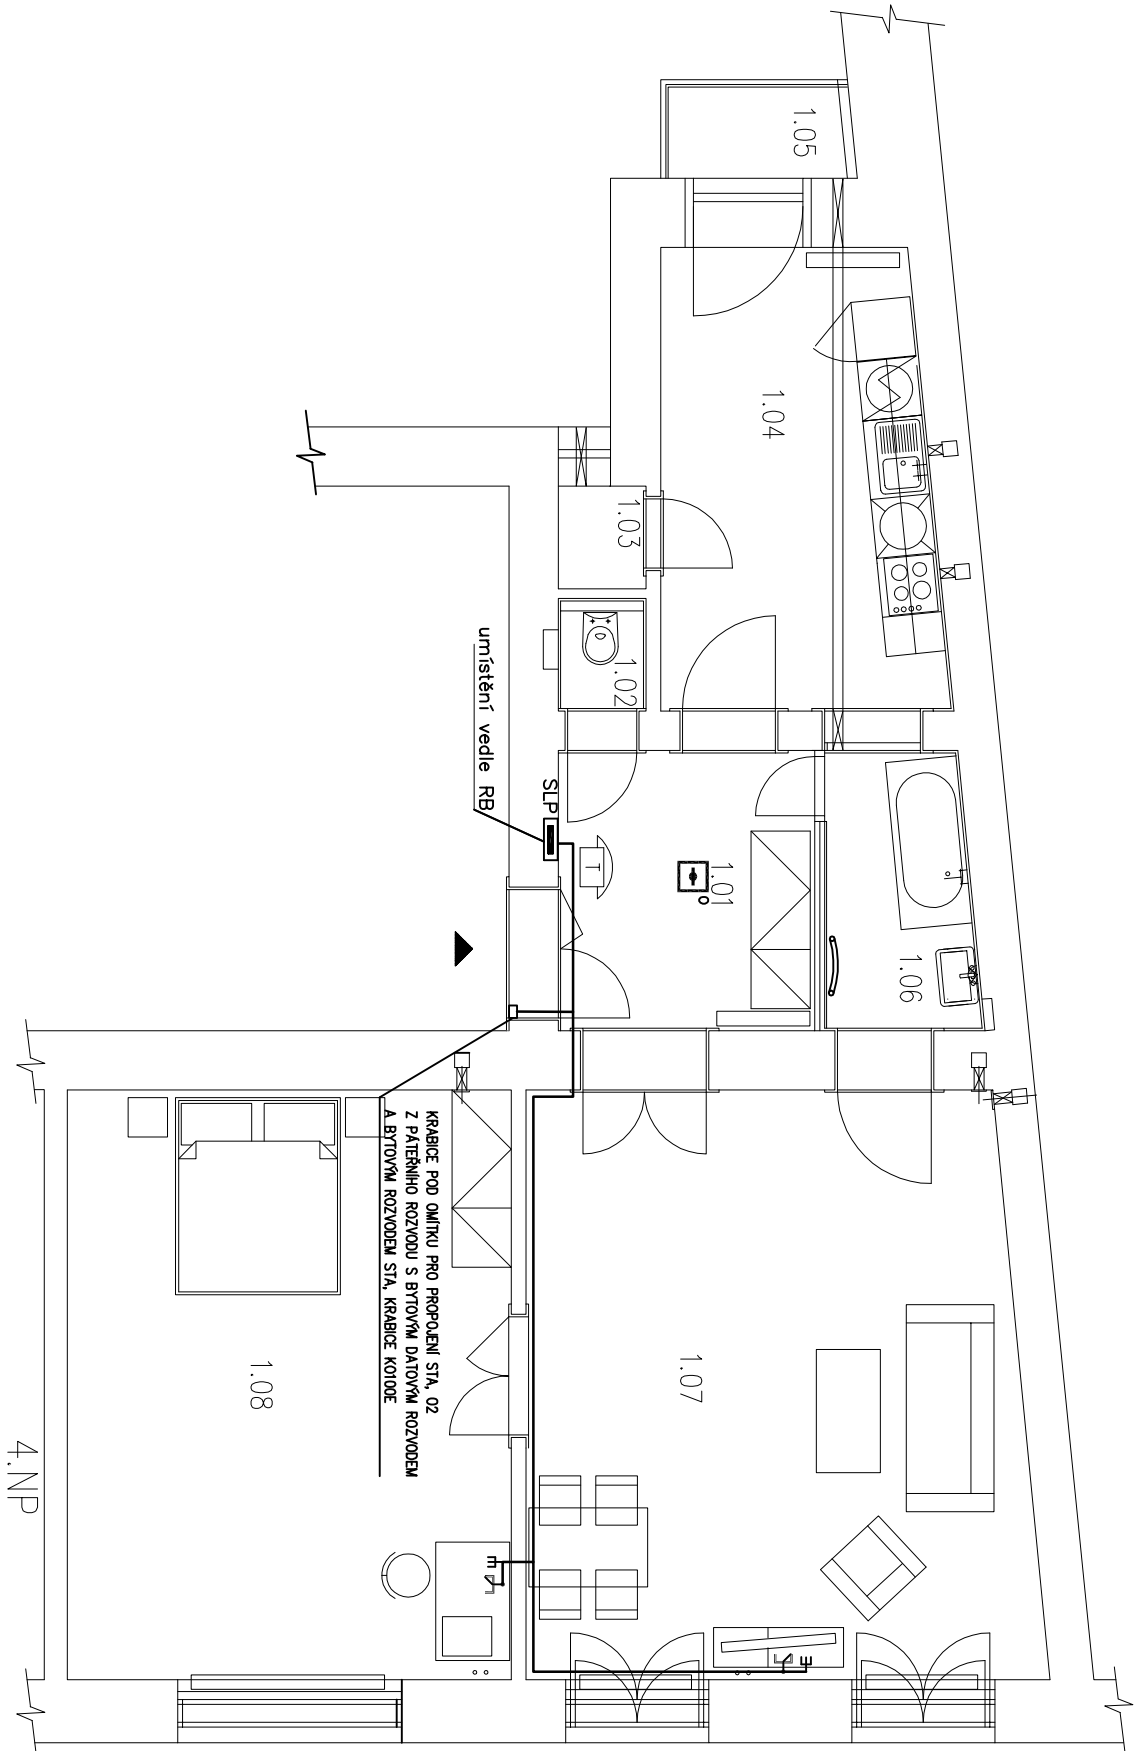 1.05
1.04
1.03
1.02
umístění vedle RB
SLP
T
1.01
1.06
KRABICE POD OMÍTKU PRO PROPOJENÍ STA, O2
Z PÁTEŘNÍHO ROZVODU S BYTOVÝM DATOVÝM ROZVODEM
A BYTOVÝM ROZVODEM STA, KRABICE KO100E
1.07
1.08
4.NP